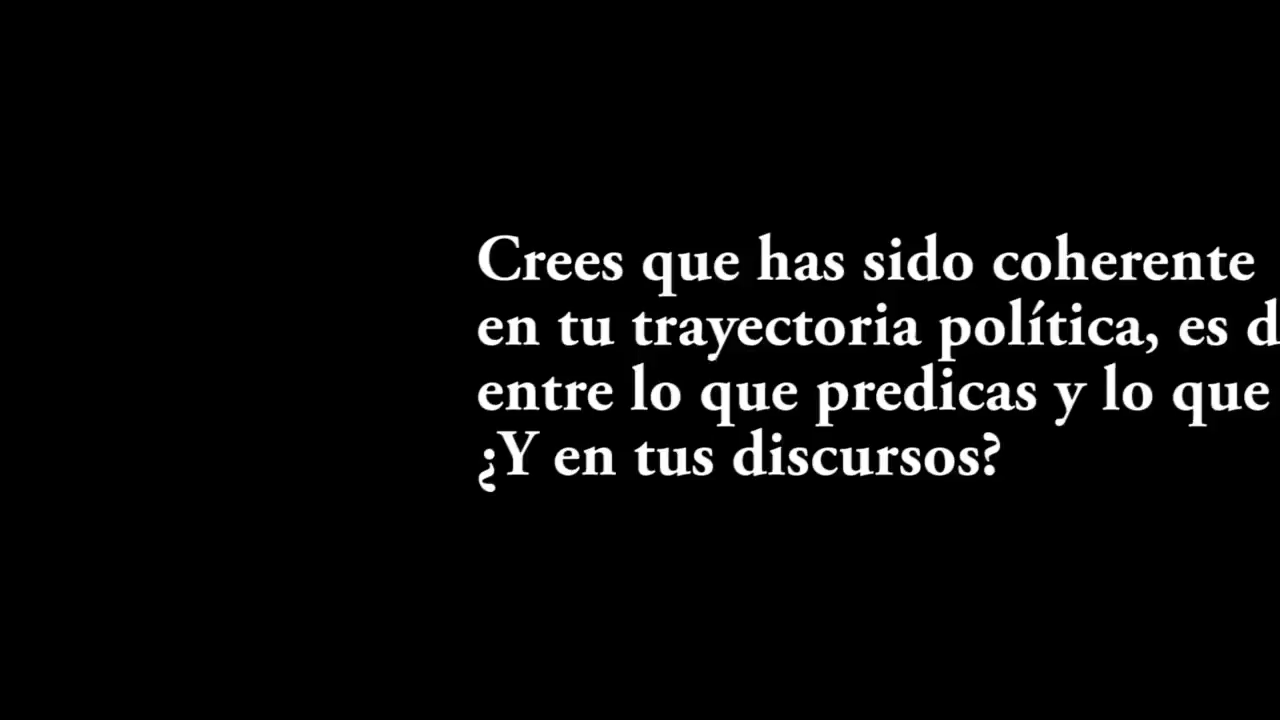 Crees que has sido coherente
en tu trayectoria política, es
entre lo que predicas y lo que
¿Y en tus discursos?